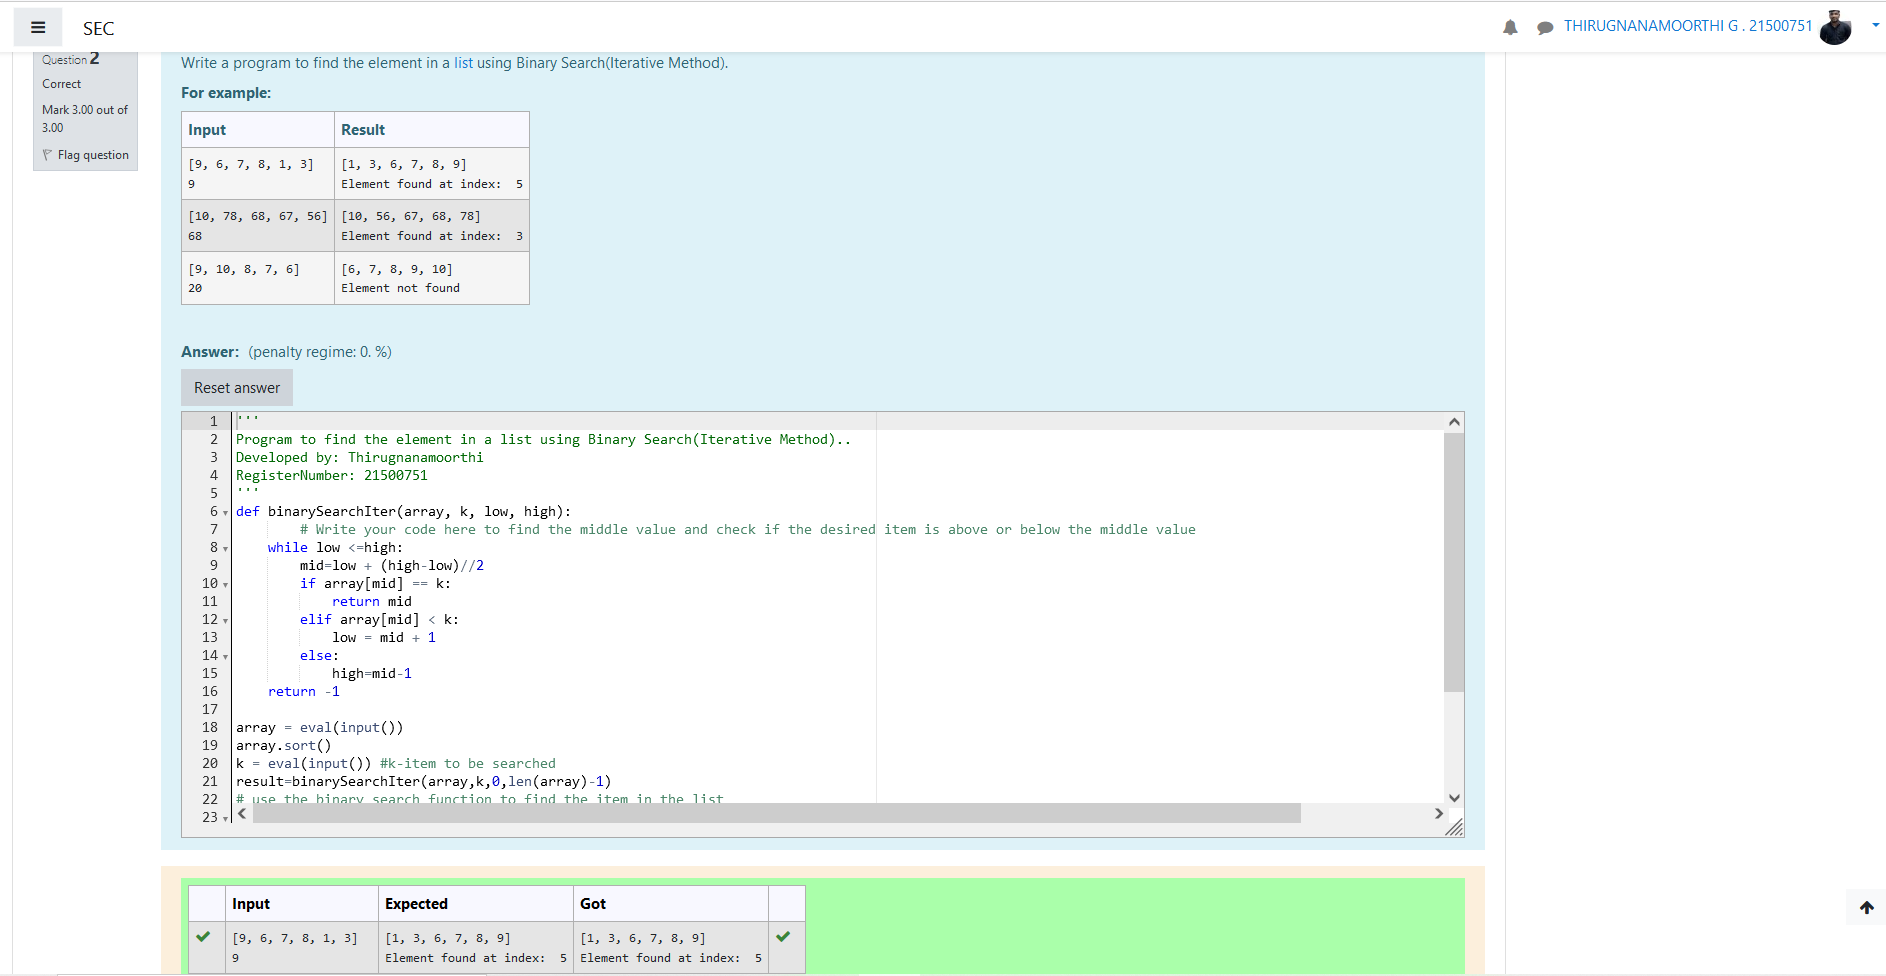 SEC
THIRUGNANAMOORTHI G . 21500751
Question 2
Correct
Mark 3.00 out of
3.00
Flag question
Write a program to find the element in a list using Binary Search(Iterative Method).
For example:
Input Result
[9, 6, 7, 8, 1, 3] [1, 3, 6, 7, 8, 9]
9 Element found at index:  5
[10, 78, 68, 67, 56] [10, 56, 67, 68, 78]
68 Element found at index:  3
[9, 10, 8, 7, 6] [6, 7, 8, 9, 10]
20 Element not found
Answer: (penalty regime: 0. %)
Reset answer
1 '''
2 Program to find the element in a list using Binary Search(Iterative Method)..
3 Developed by: Thirugnanamoorthi
4 RegisterNumber: 21500751
5 '''
6 def binarySearchIter(array, k, low, high):
7         # Write your code here to find the middle value and check if the desired item is above or below the middle value
8     while low <=high:
9         mid=low + (high-low)//2
10         if array[mid] == k:
11             return mid
12         elif array[mid] < k:
13             low = mid + 1
14         else:
15             high=mid-1
16     return -1
17
18 array = eval(input())
19 array.sort()
20 k = eval(input()) #k-item to be searched
21 result=binarySearchIter(array,k,0,len(array)-1)
22 # use the binary search function to find the item in the list
23
Input Expected Got
[9, 6, 7, 8, 1, 3] [1, 3, 6, 7, 8, 9] [1, 3, 6, 7, 8, 9]
9 Element found at index:  5 Element found at index:  5